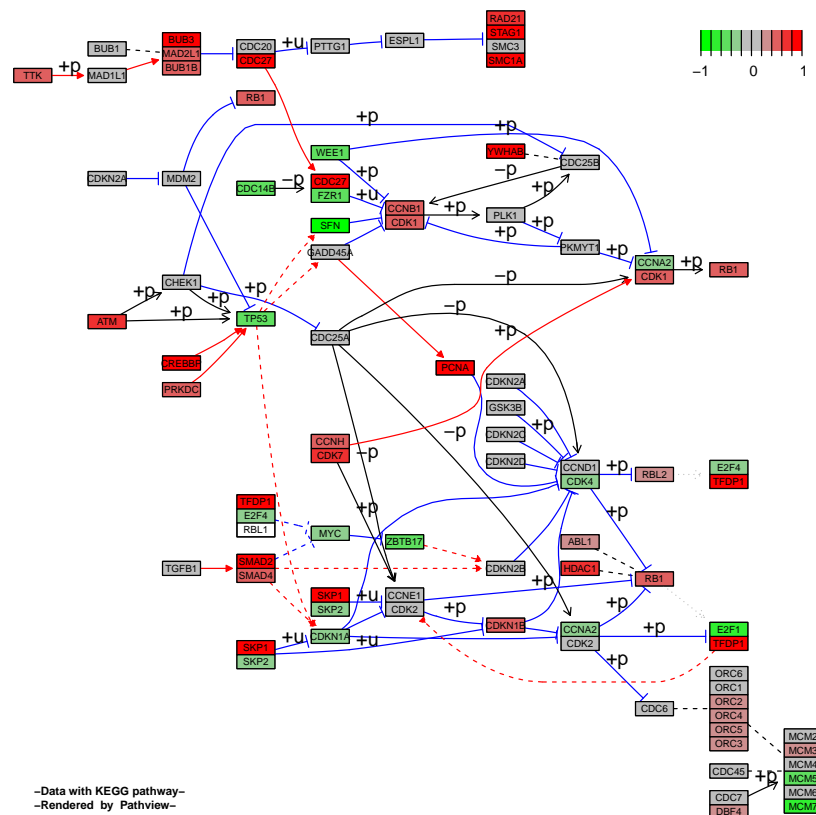 RAD21
BUB3 STAG1
BUB1 CDC20 +u PTTG1 ESPL1 SMC3
MAD2L1 CDC27 SMC1A
BUB1B
TTK +p MAD1L1
−1 0 1
RB1
+p
WEE1 YWHAB CDC25B
+p −p
CDKN2A MDM2 CDC14B −p CDC27
FZR1 +u +p
CCNB1
SFN CDK1 +p PLK1
+p
GADD45A PKMYT1 +p CCNA2 +p
CDK1 RB1
CHEK1 −p
+p +p +p
ATM +p TP53 −p
CDC25A +p
CREBBP PCNA
PRKDC CDKN2A
GSK3B
+p
CCNH −p CDKN2C
CDK7 −p CDKN2D CCND1 +p RBL2 E2F4
CDK4 TFDP1
TFDP1 +p +p
E2F4 MYC ZBTB17 ABL1
RBL1
SMAD2 HDAC1
TGFB1 SMAD4 CDKN2B RB1
+p
SKP1 +u CCNE1
SKP2 CDK2 +p +p
CDKN1A CDKN1B CCNA2 +p E2F1
SKP1 +u +u CDK2 TFDP1
SKP2 +p
ORC6
ORC1
CDC6 ORC2
ORC4
ORC5 MCM2
ORC3 MCM3
MCM4
CDC45 +p MCM5
CDC7 MCM6
DBF4 MCM7
−Data with KEGG pathway−
−Rendered by Pathview−